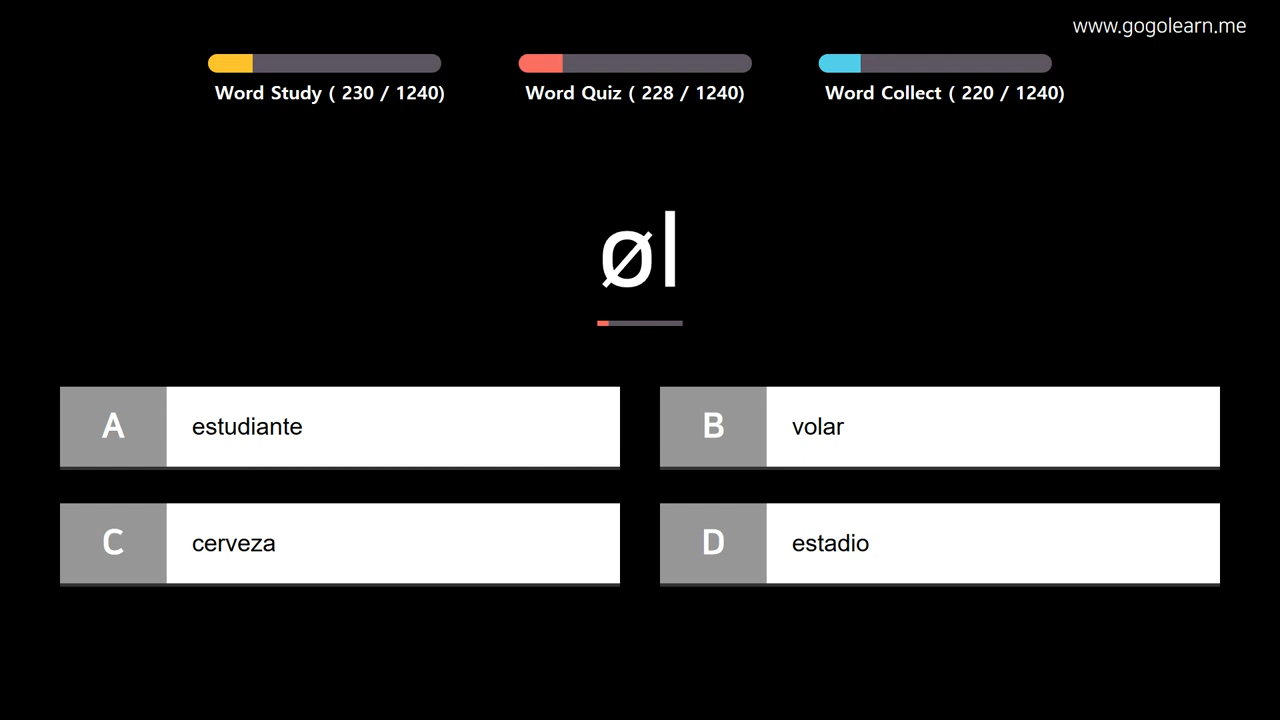 www.gogolearn.me
Word Study ( 230 / 1240)
Word Quiz ( 228 / 1240)
Word Collect ( 220 / 1240)
øl
A estudiante
B volar
C cerveza
D estadio